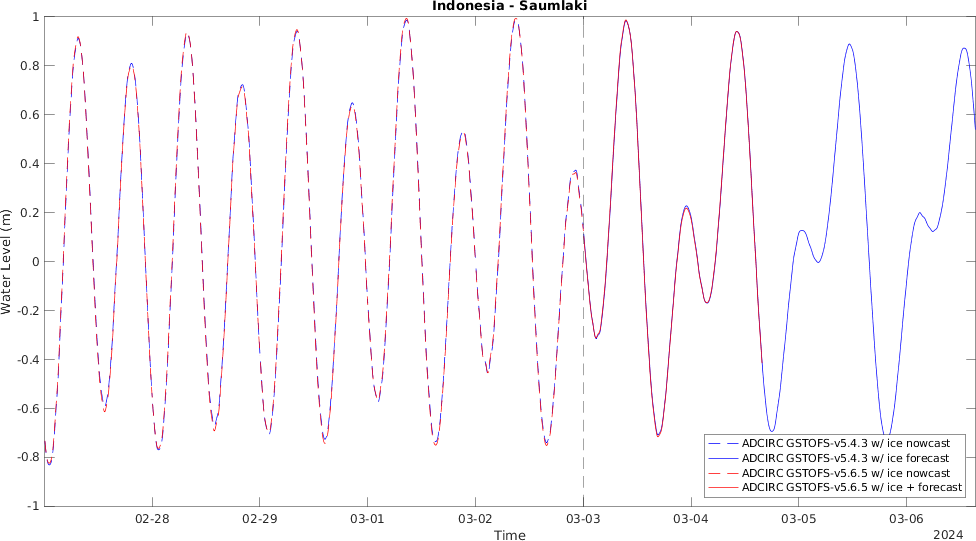 Indonesia - Saumlaki
1
0.8
0.6
0.4
0.2
0
-0.2
-0.4
-0.6
-0.8
-1
Water Level (m)
02-28
02-29
03-01
03-02
03-03
03-04
03-05
03-06
Time
2024
ADCIRC GSTOFS-v5.4.3 w/ ice nowcast
ADCIRC GSTOFS-v5.4.3 w/ ice forecast
ADCIRC GSTOFS-v5.6.5 w/ ice nowcast
ADCIRC GSTOFS-v5.6.5 w/ ice + forecast